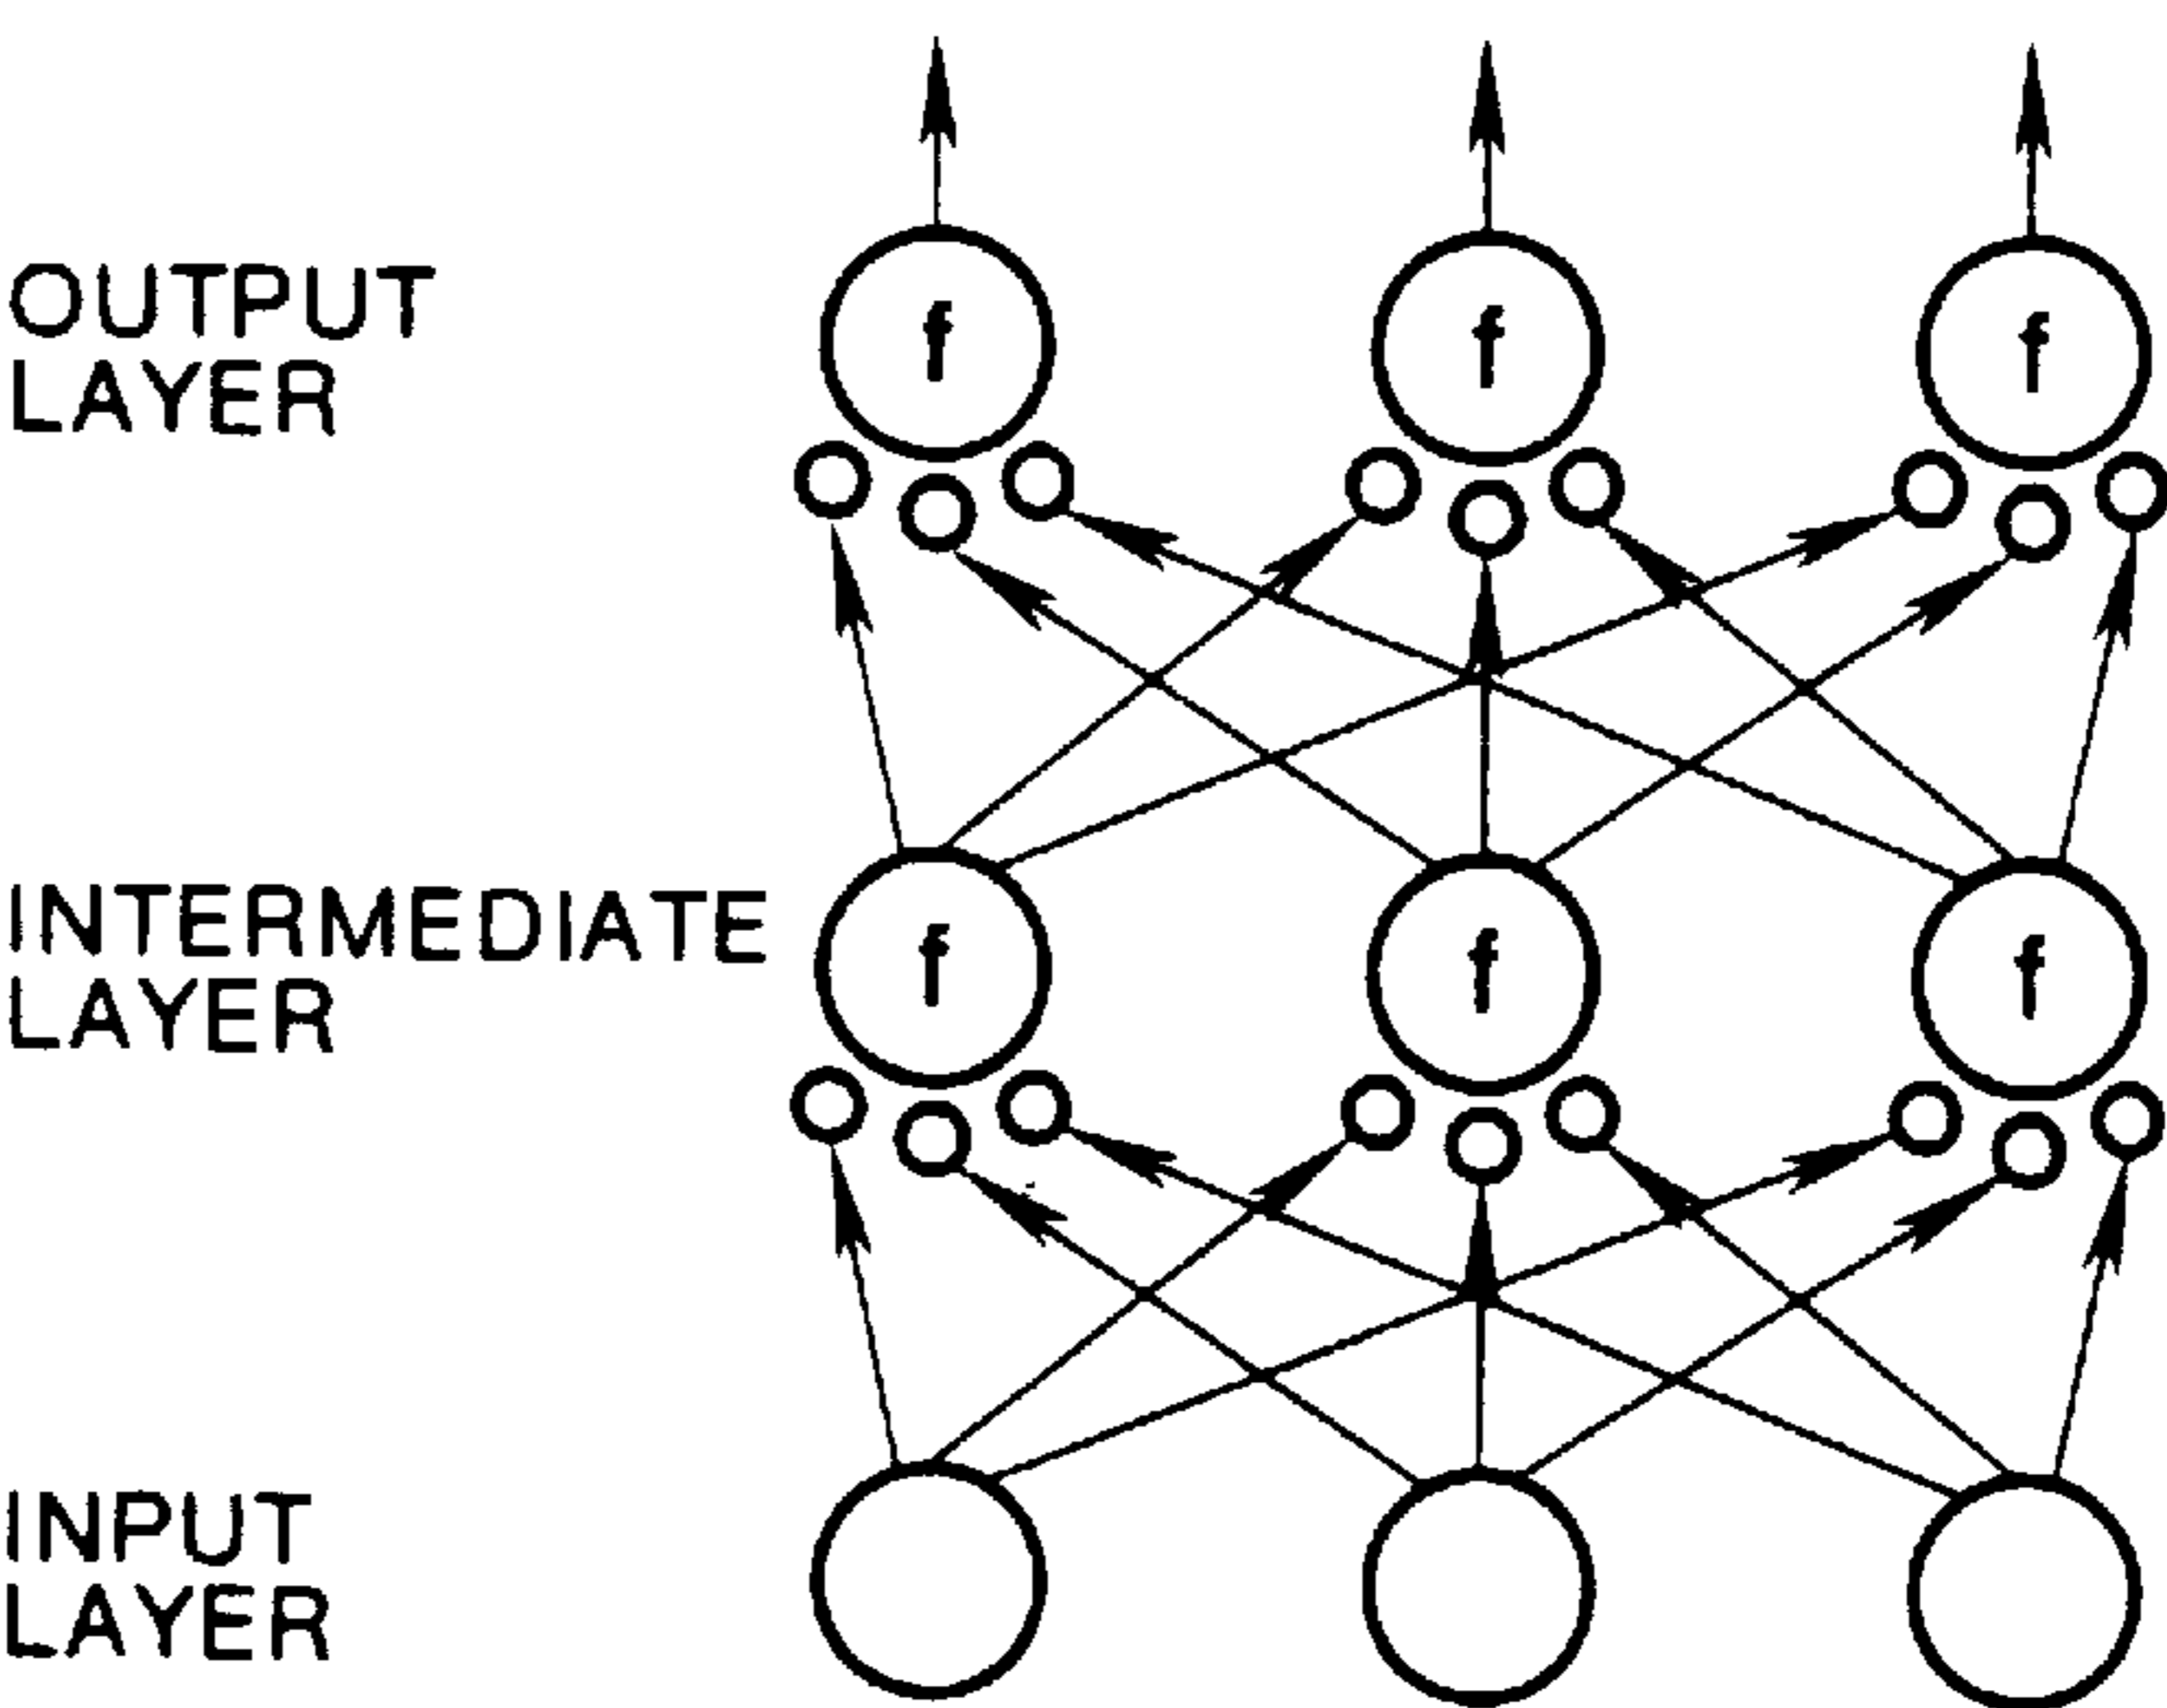 OUTPUT
LAYER
f f f
INTERMEDIATE
LAYER
f f f
INPUT
LAYER